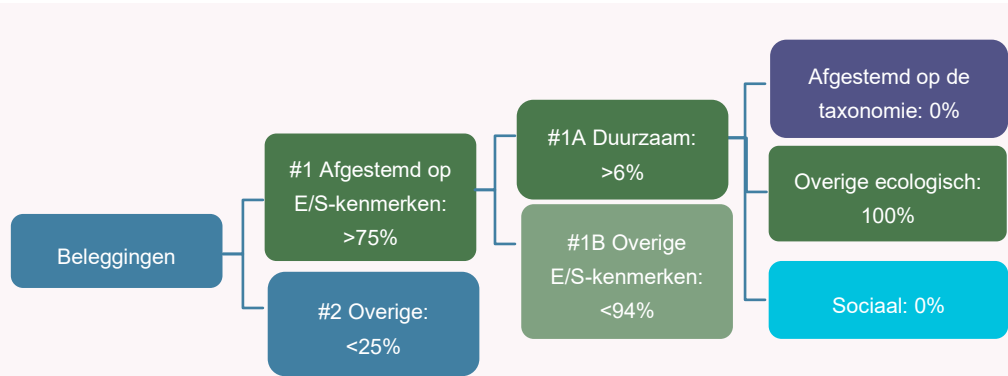 Beleggingen
#1 Afgestemd op
E/S-kenmerken:
>75%
#2 Overige:
<25%
#1A Duurzaam:
>6%
#1B Overige
E/S-kenmerken:
<94%
Afgestemd op de
taxonomie: 0%
Overige ecologisch:
100%
Sociaal: 0%